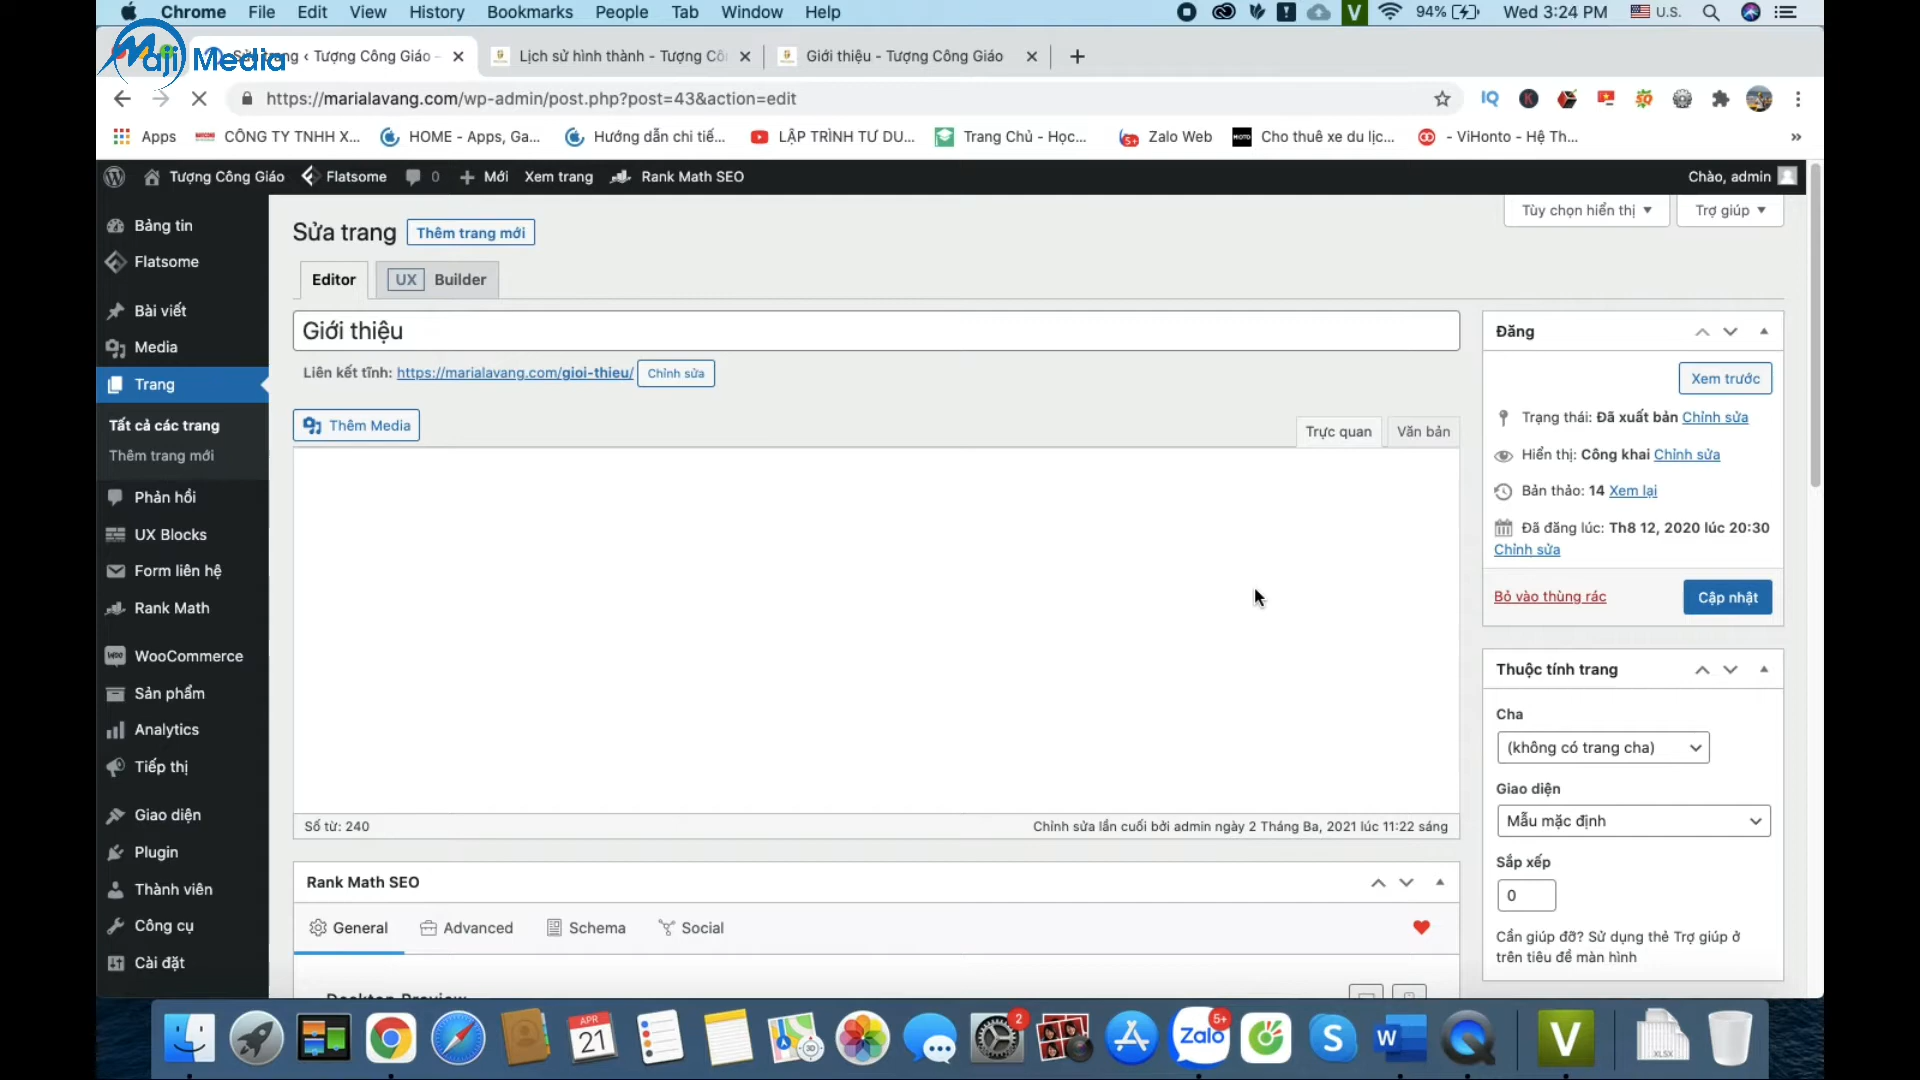 Chrome File Edit View History Bookmarks People Tab Window Help
94% Wed 3:24 PM U.S.
Maji Media
trang ‹ Tượng Công Giáo
Lịch sử hình thành - Tượng Cô
Giới thiệu - Tượng Công Giáo
https://marialavang.com/wp-admin/post.php?post=43&action=edit
Apps CÔNG TY TNHH X... HOME - Apps, Ga... Hướng dẫn chi tiế... LẬP TRÌNH TƯ DU... Trang Chủ - Học... Zalo Web Cho thuê xe du lịc... - ViHonto - Hệ Th... »
Tượng Công Giáo Flatsome 0 Mới Xem trang Rank Math SEO Chào, admin
Bảng tin
Flatsome
Bài viết
Media
Trang
Tất cả các trang
Thêm trang mới
Phản hồi
UX Blocks
Form liên hệ
Rank Math
WooCommerce
Sản phẩm
Analytics
Tiếp thị
Giao diện
Plugin
Thành viên
Công cụ
Cài đặt
Tùy chọn hiển thị Trợ giúp
Sửa trang Thêm trang mới
Editor UX Builder
Giới thiệu
Liên kết tĩnh: https://marialavang.com/gioi-thieu/ Chỉnh sửa
Thêm Media
Trực quan Văn bản
Số từ: 240
Chỉnh sửa lần cuối bởi admin ngày 2 Tháng Ba, 2021 lúc 11:22 sáng
Rank Math SEO
General Advanced Schema Social
Desktop Preview
Đăng
Xem trước
Trạng thái: Đã xuất bản Chỉnh sửa
Hiển thị: Công khai Chỉnh sửa
Bản thảo: 14 Xem lại
Đã đăng lúc: Th8 12, 2020 lúc 20:30
Chỉnh sửa
Bỏ vào thùng rác Cập nhật
Thuộc tính trang
Cha
(không có trang cha)
Giao diện
Mẫu mặc định
Sắp xếp
0
Cần giúp đỡ? Sử dụng thẻ Trợ giúp ở
trên tiêu đề màn hình
APR
21
2
Zalo
5+
S
W
V
XLSX